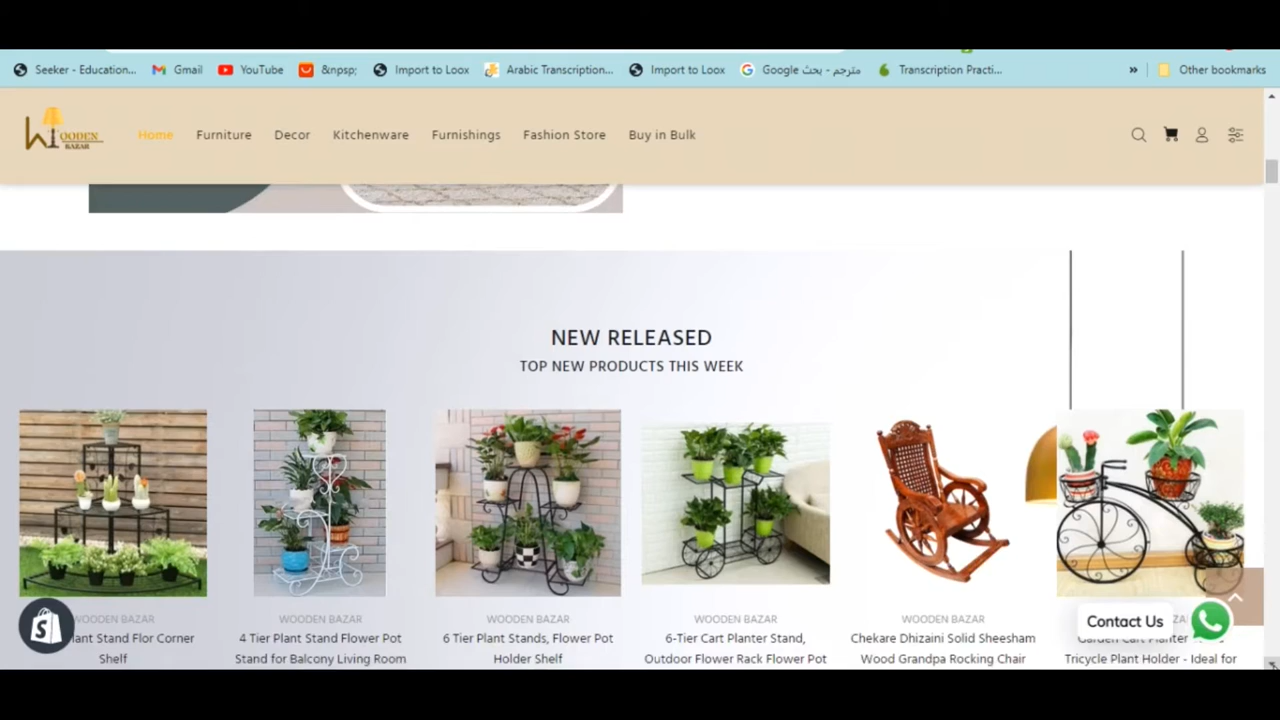 Seeker - Education... Gmail YouTube &npsp; Import to Loox Arabic Transcription... Import to Loox Google مترجم - بحث Transcription Practi... » Other bookmarks
WOODEN
BAZAR
Home Furniture Decor Kitchenware Furnishings Fashion Store Buy in Bulk
NEW RELEASED
TOP NEW PRODUCTS THIS WEEK
WOODEN BAZAR WOODEN BAZAR WOODEN BAZAR WOODEN BAZAR WOODEN BAZAR
lant Stand Flor Corner
Shelf
4 Tier Plant Stand Flower Pot
Stand for Balcony Living Room
6 Tier Plant Stands, Flower Pot
Holder Shelf
6-Tier Cart Planter Stand,
Outdoor Flower Rack Flower Pot
Chekare Dhizaini Solid Sheesham
Wood Grandpa Rocking Chair
Garden Cart Planter
Tricycle Plant Holder - Ideal for
Contact Us